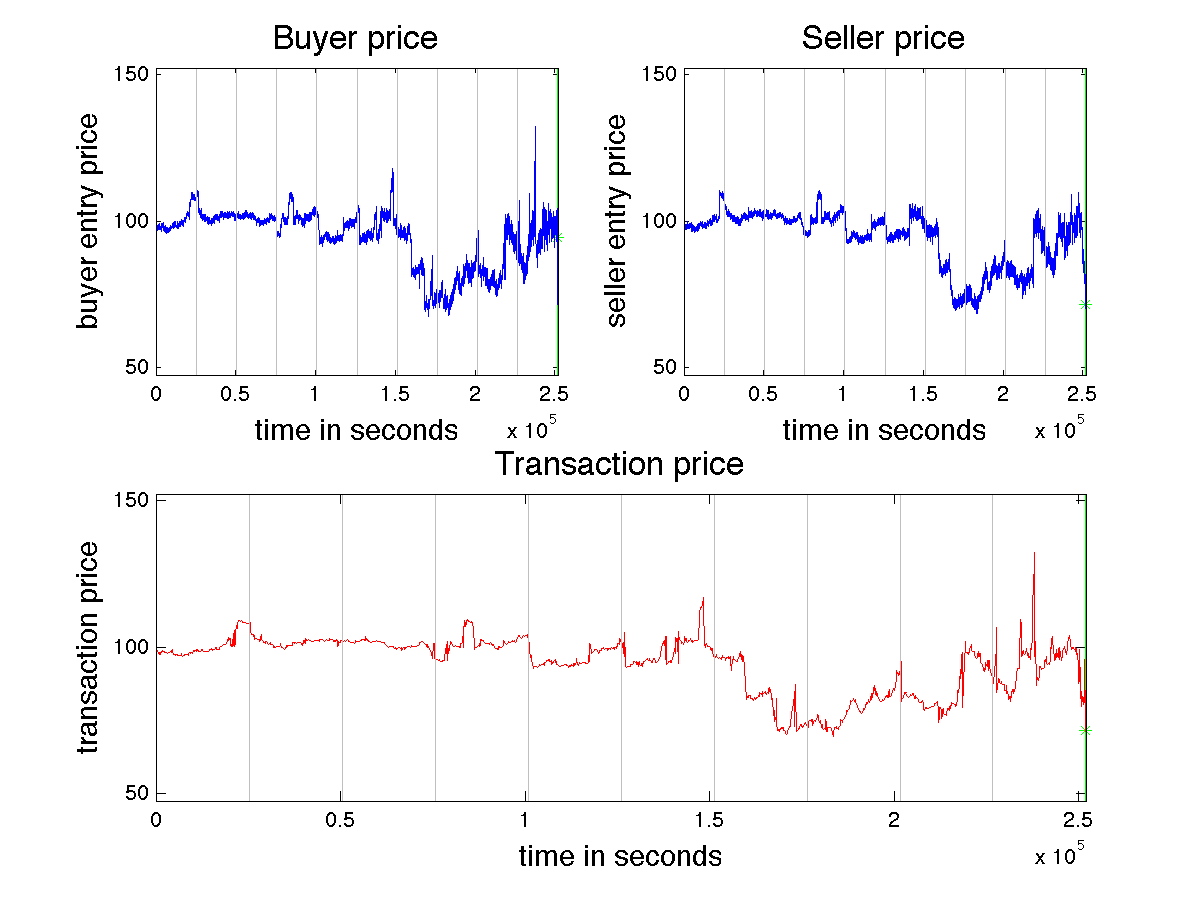 Buyer price
Seller price
150
100
50
buyer entry price
0 0.5 1 1.5 2 2.5
x 10^5
time in seconds
150
100
50
seller entry price
0 0.5 1 1.5 2 2.5
x 10^5
time in seconds
Transaction price
150
100
50
transaction price
0 0.5 1 1.5 2 2.5
x 10^5
time in seconds